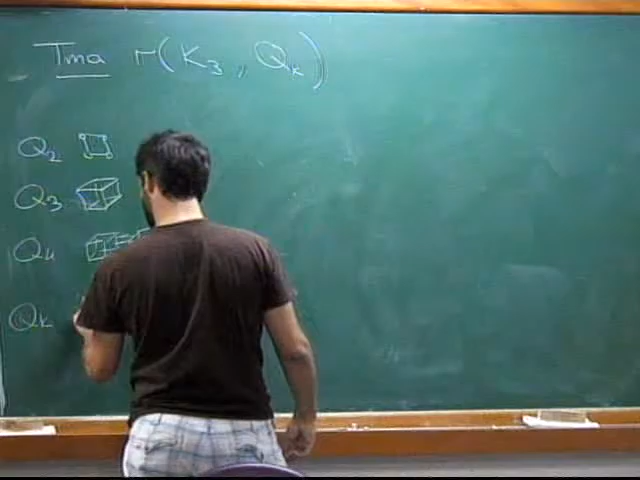 Tma r(K₃, Qₖ)
Q₂
Q₃
Q₄
Qₖ